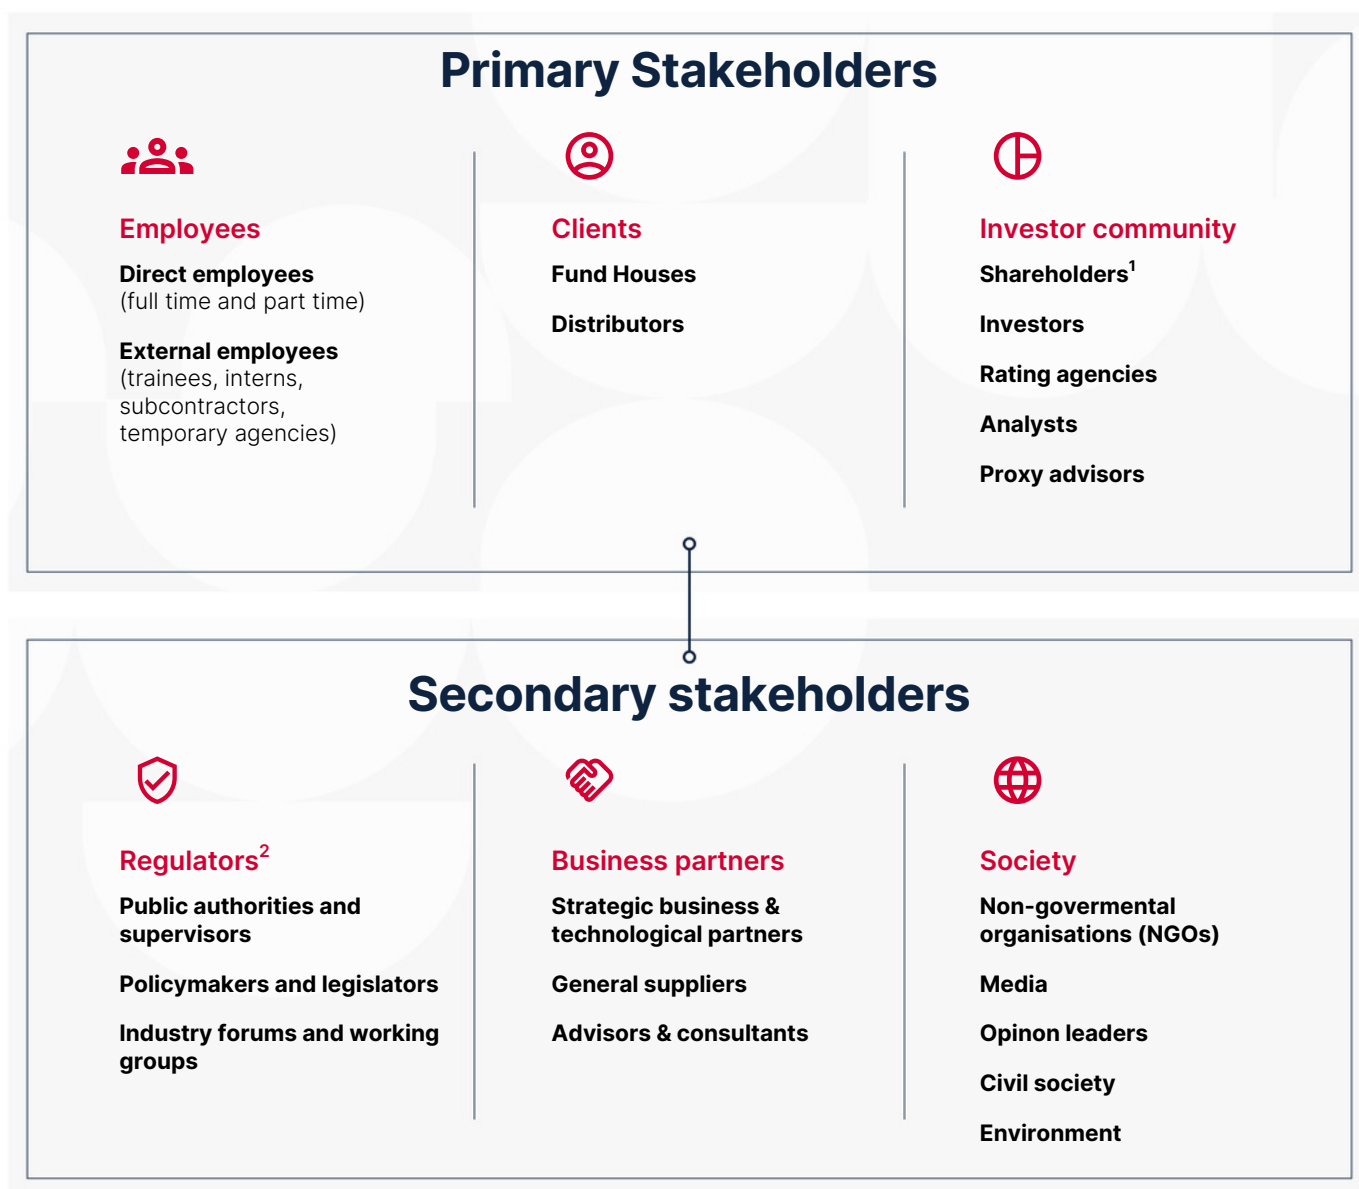 Primary Stakeholders
Employees
Direct employees
(full time and part time)
External employees
(trainees, interns,
subcontractors,
temporary agencies)
Clients
Fund Houses
Distributors
Investor community
Shareholders¹
Investors
Rating agencies
Analysts
Proxy advisors
Secondary stakeholders
Regulators²
Public authorities and
supervisors
Policymakers and legislators
Industry forums and working
groups
Business partners
Strategic business &
technological partners
General suppliers
Advisors & consultants
Society
Non-govermental
organisations (NGOs)
Media
Opinon leaders
Civil society
Environment